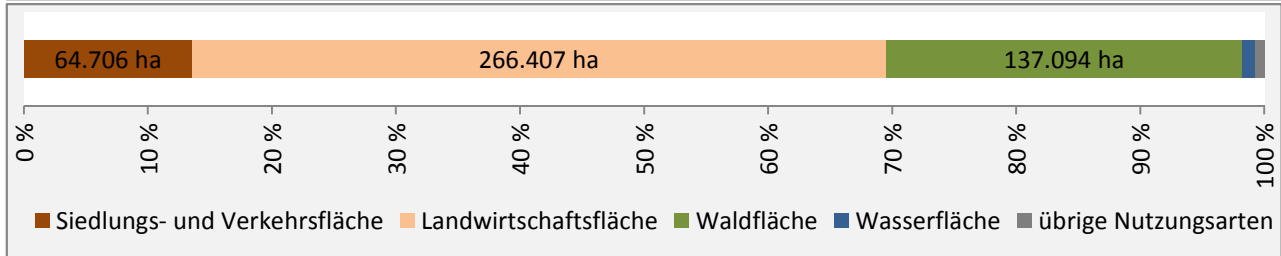 64.706 ha 266.407 ha 137.094 ha
0 % 10 % 20 % 30 % 40 % 50 % 60 % 70 % 80 % 90 % 100 %
Siedlungs- und Verkehrsfläche Landwirtschaftsfläche Waldfläche Wasserfläche übrige Nutzungsarten